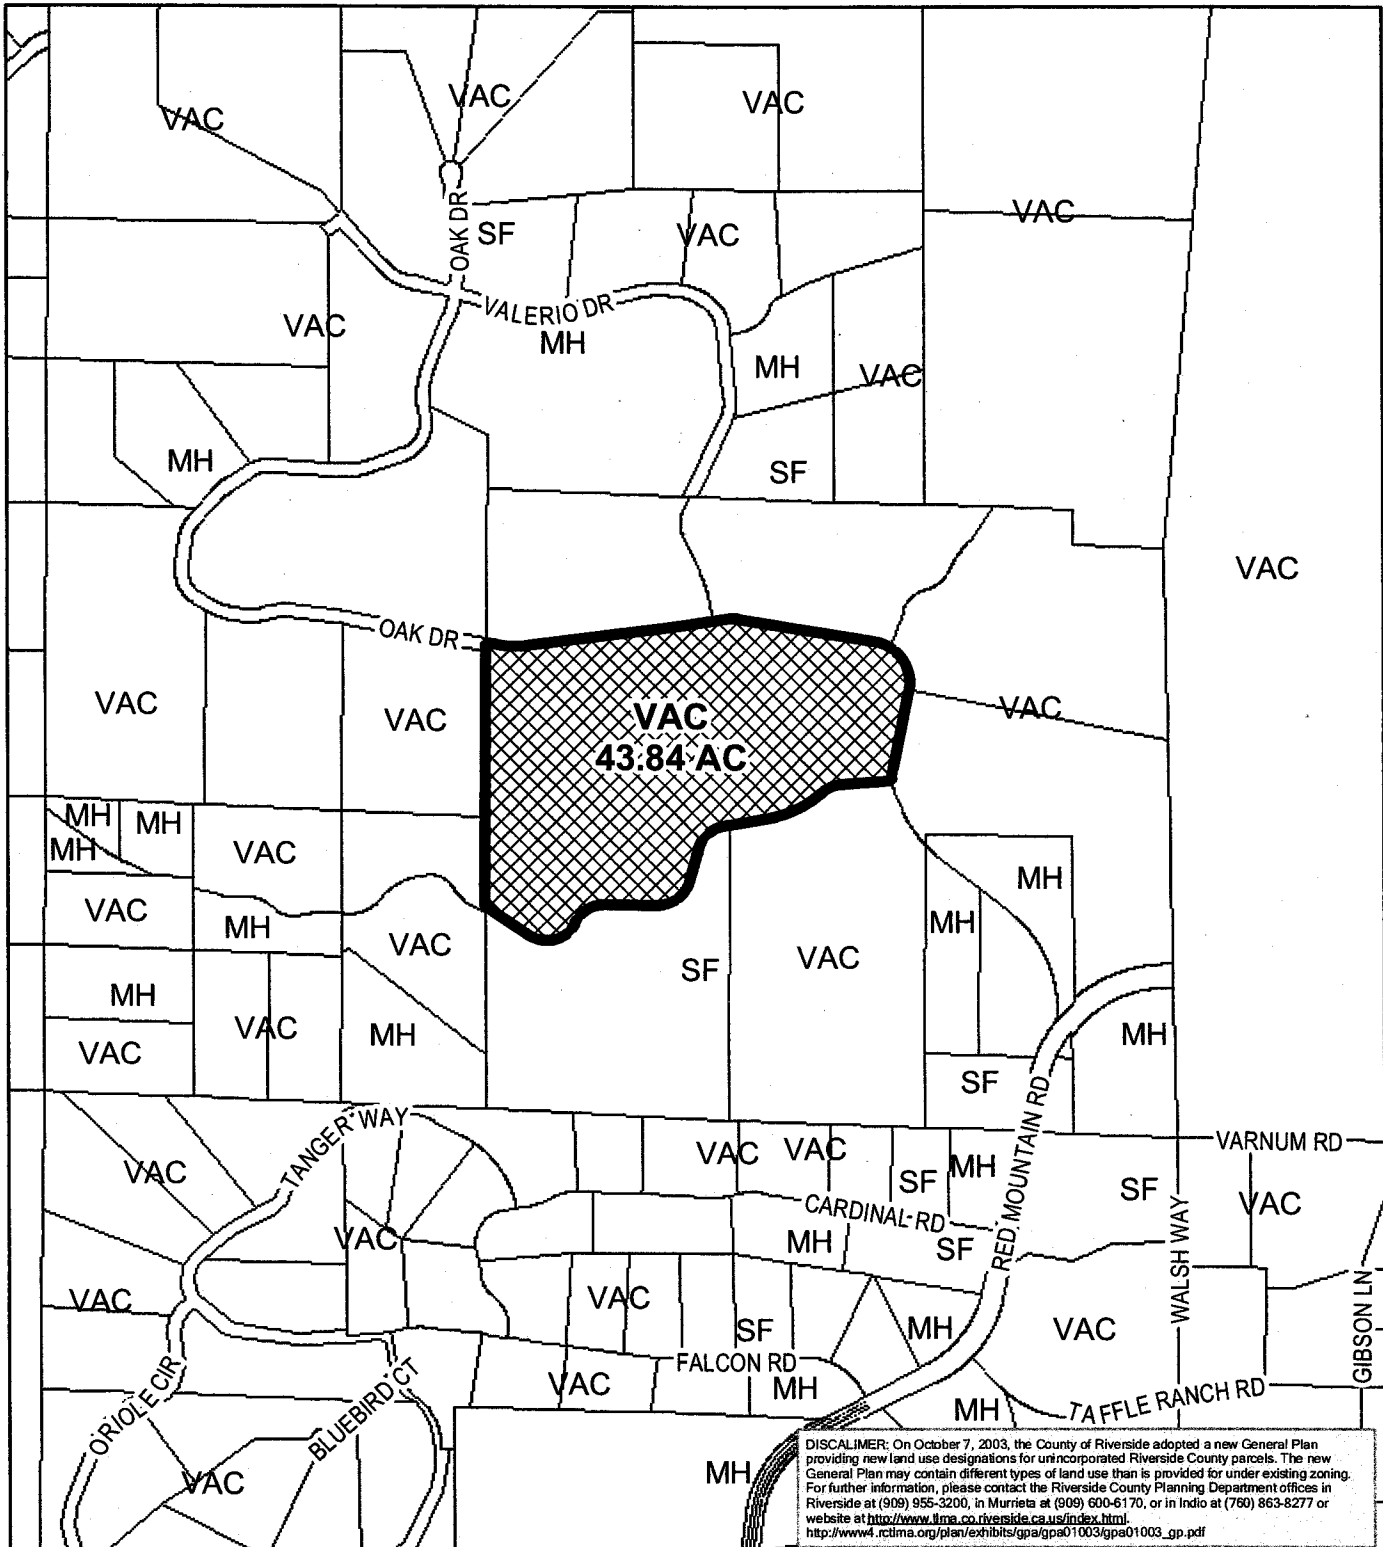 VAC
VAC
VAC
VAC
OAK DR
SF
VAC
VALERIO DR
VAC
MH
MH
VAC
MH
SF
VAC
OAK DR
VAC
VAC
VAC
43.84 AC
VAC
MH
MH
MH
VAC
MH
VAC
MH
MH
VAC
SF
VAC
MH
VAC
MH
VAC
MH
SF
RED MOUNTAIN RD
TANGER WAY
VARNUM RD
VAC
VAC
VAC
SF
MH
SF
VAC
CARDINAL RD
VAC
MH
SF
WALSH WAY
VAC
VAC
SF
MH
VAC
GIBSON LN
FALCON RD
VAC
MH
MH
TAFFLE RANCH RD
ORIOLE CIR
BLUEBIRD CT
VAC
MH
DISCALIMER: On October 7, 2003, the County of Riverside adopted a new General Plan
providing new land use designations for unincorporated Riverside County parcels. The new
General Plan may contain different types of land use than is provided for under existing zoning.
For further information, please contact the Riverside County Planning Department offices in
Riverside at (909) 955-3200, in Murrieta at (909) 600-6170, or in Indio at (760) 863-8277 or
website at http://www.tlma.co.riverside.ca.us/index.html.
http://www4.rctlma.org/plan/exhibits/gpa/gpa01003/gpa01003_gp.pdf